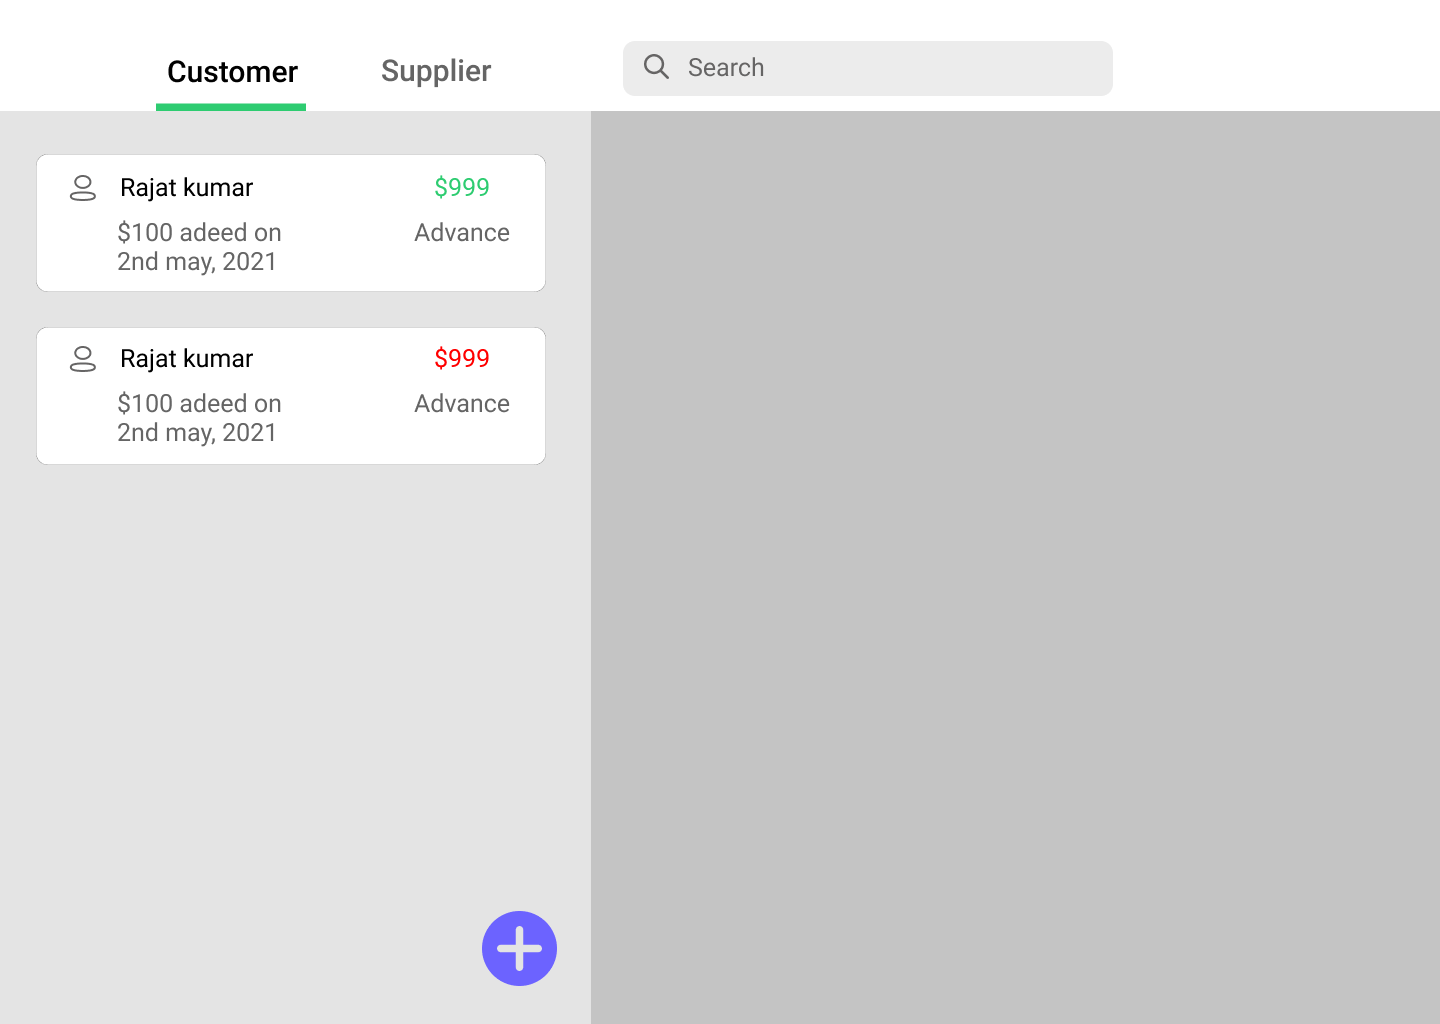 Customer
Supplier
Search
Rajat kumar
$999
$100 adeed on
2nd may, 2021
Advance
Rajat kumar
$999
$100 adeed on
2nd may, 2021
Advance